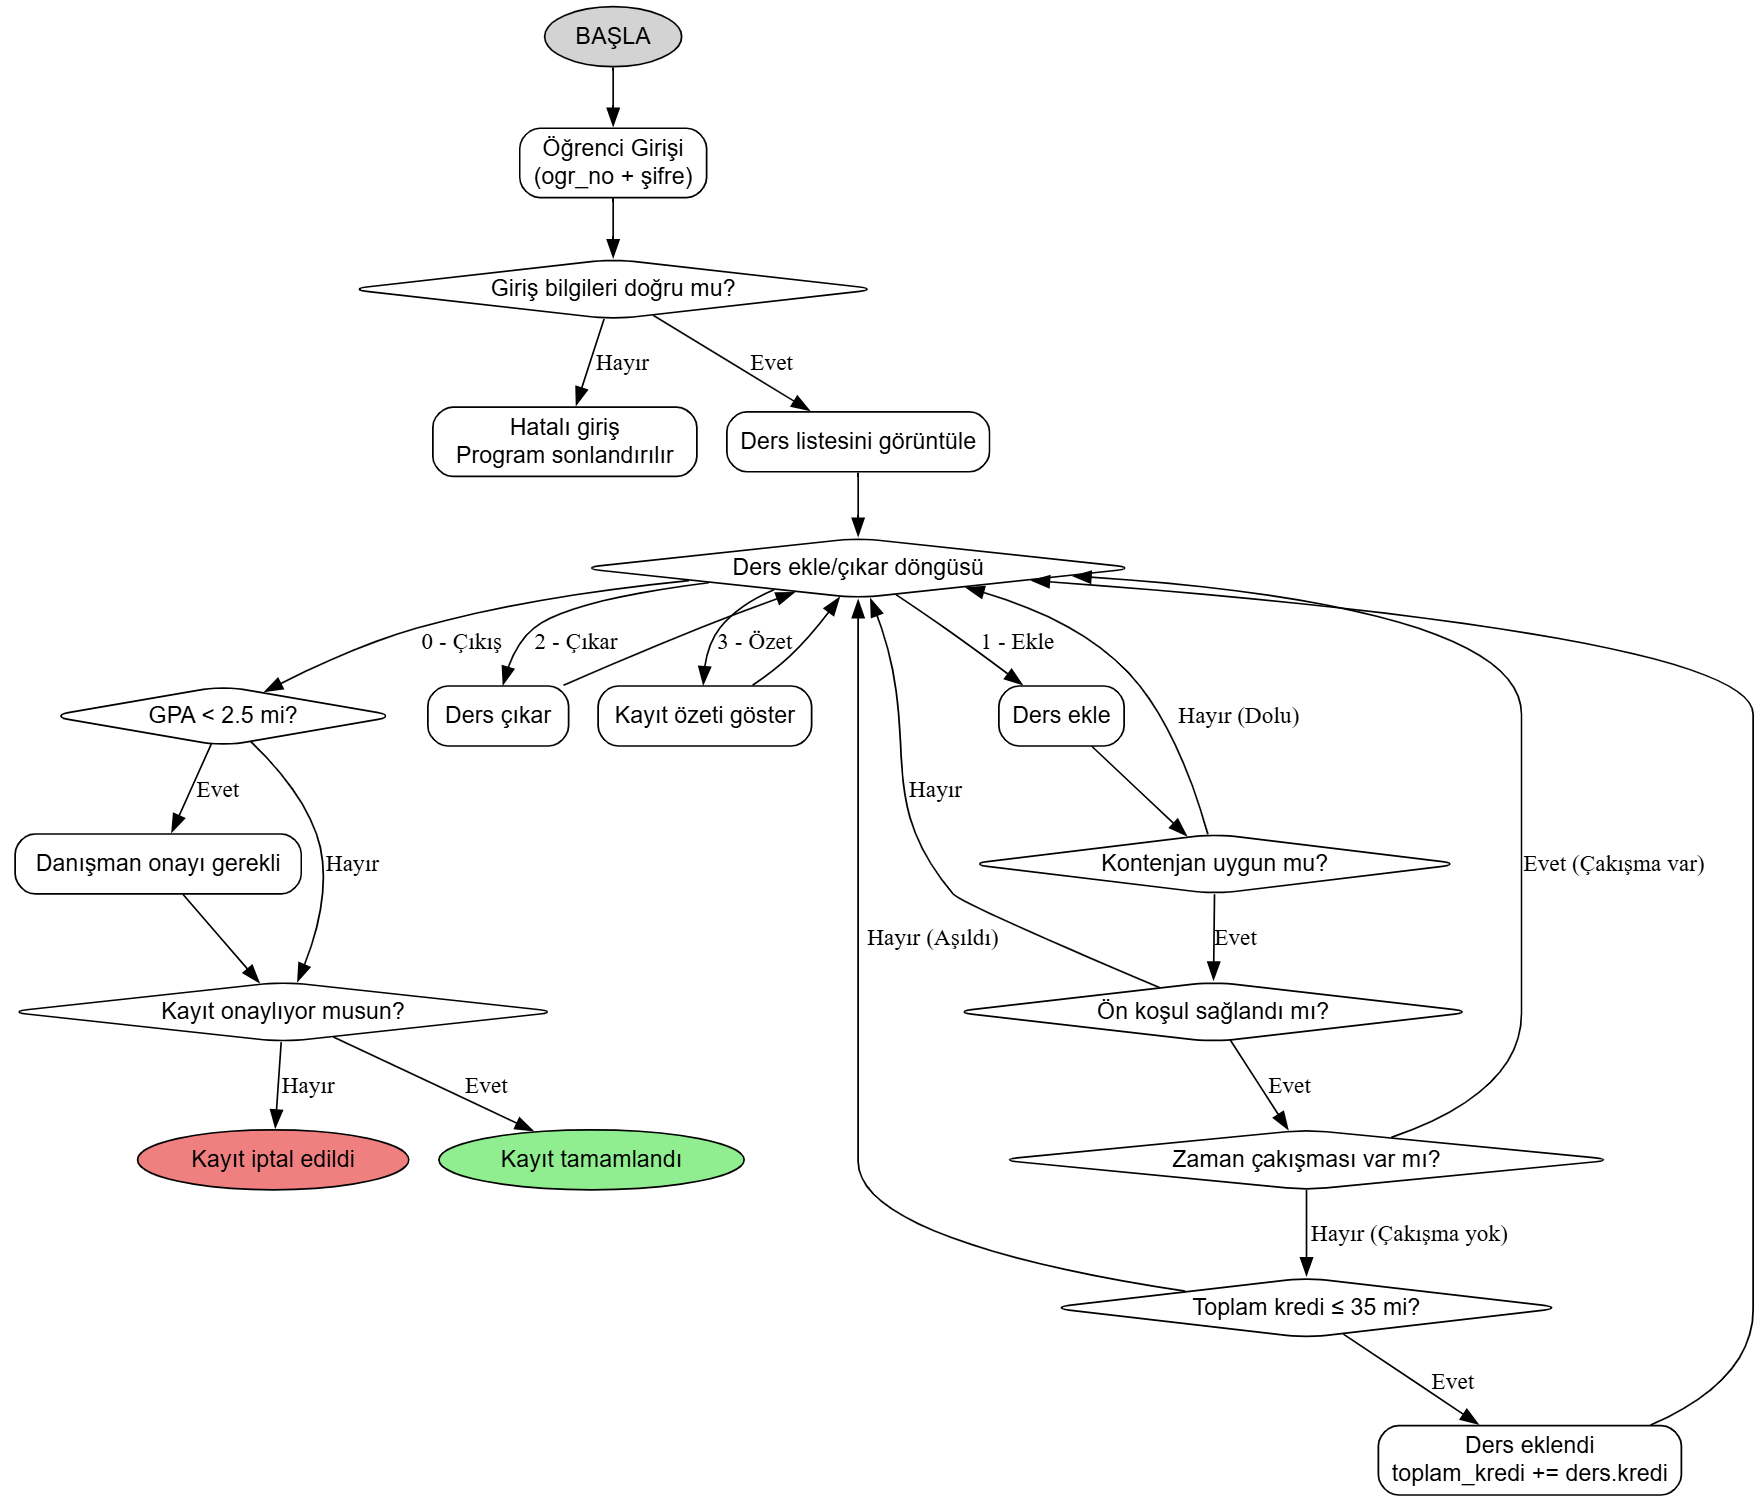 BAŞLA
Öğrenci Girişi
(ogr_no + şifre)
Giriş bilgileri doğru mu?
Hayır
Evet
Hatalı giriş
Program sonlandırılır
Ders listesini görüntüle
Ders ekle/çıkar döngüsü
0 - Çıkış
2 - Çıkar
3 - Özet
1 - Ekle
GPA < 2.5 mi?
Ders çıkar
Kayıt özeti göster
Ders ekle
Hayır (Dolu)
Evet
Hayır
Danışman onayı gerekli
Hayır
Kontenjan uygun mu?
Evet (Çakışma var)
Hayır (Aşıldı)
Evet
Kayıt onaylıyor musun?
Ön koşul sağlandı mı?
Hayır
Evet
Evet
Kayıt iptal edildi
Kayıt tamamlandı
Zaman çakışması var mı?
Hayır (Çakışma yok)
Toplam kredi ≤ 35 mi?
Evet
Ders eklendi
toplam_kredi += ders.kredi